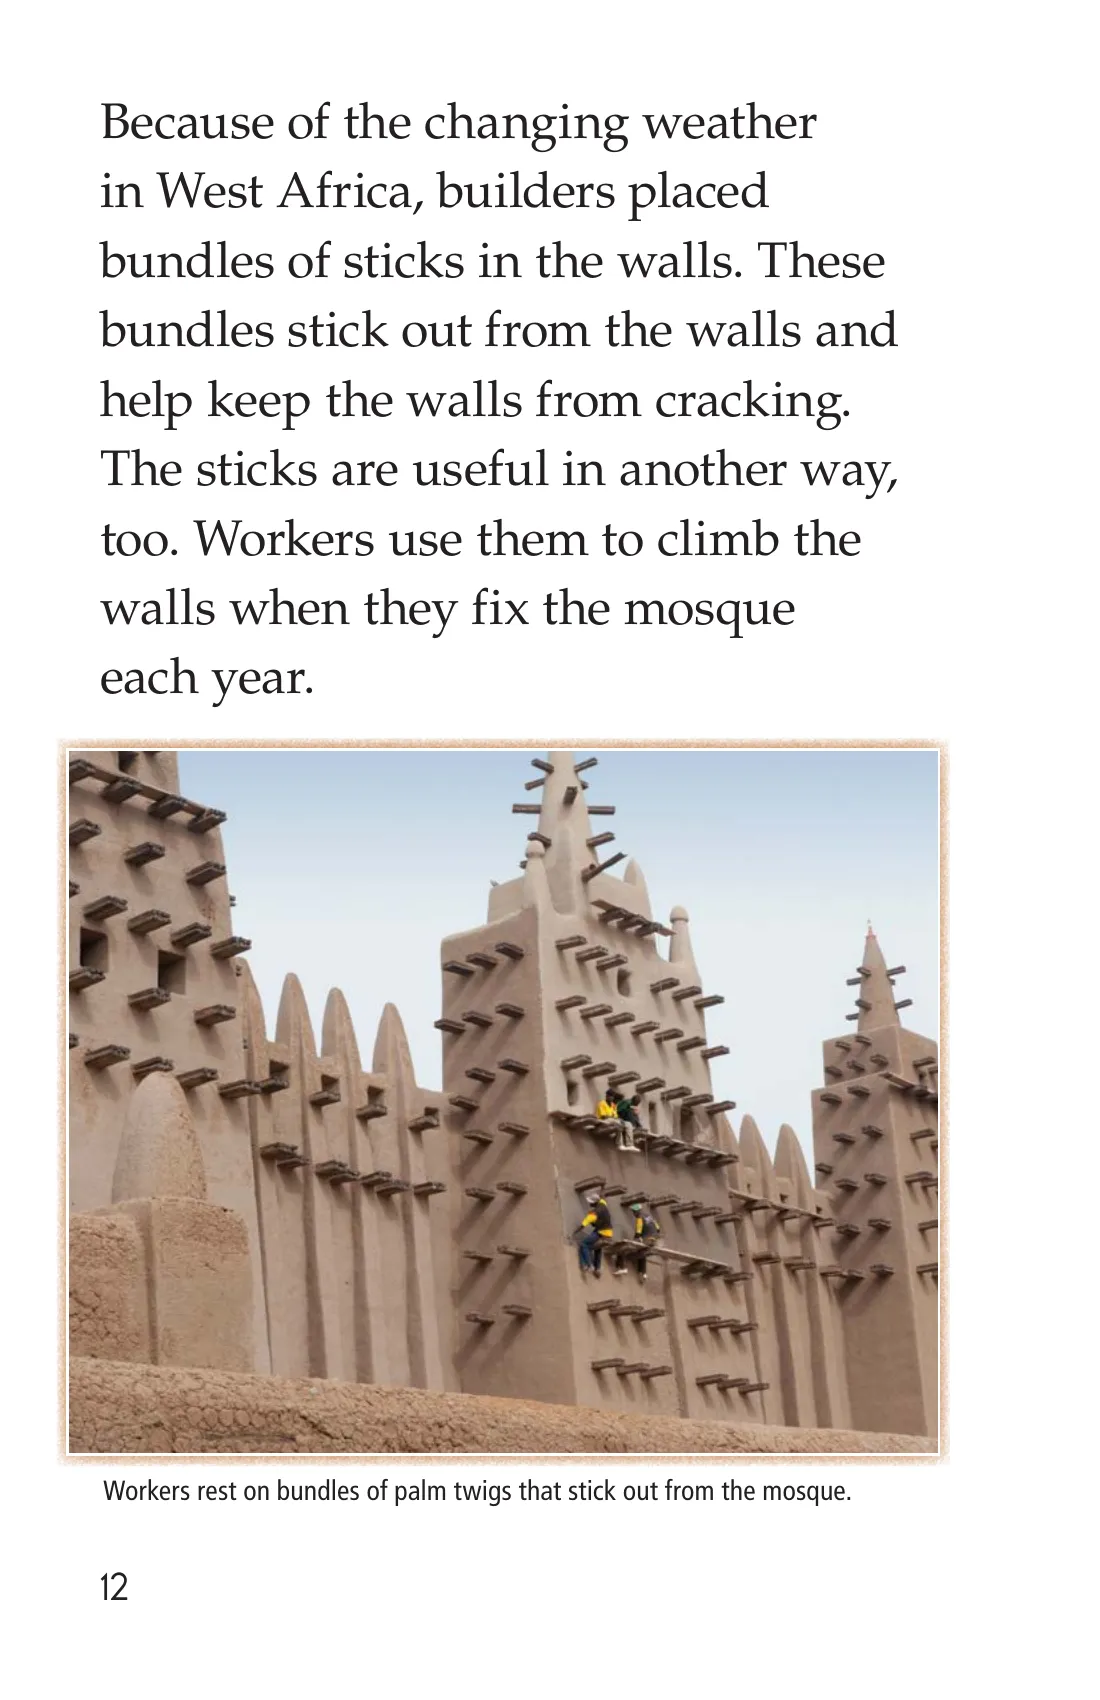 Because of the changing weather
in West Africa, builders placed
bundles of sticks in the walls. These
bundles stick out from the walls and
help keep the walls from cracking.
The sticks are useful in another way,
too. Workers use them to climb the
walls when they fix the mosque
each year.
Workers rest on bundles of palm twigs that stick out from the mosque.
12